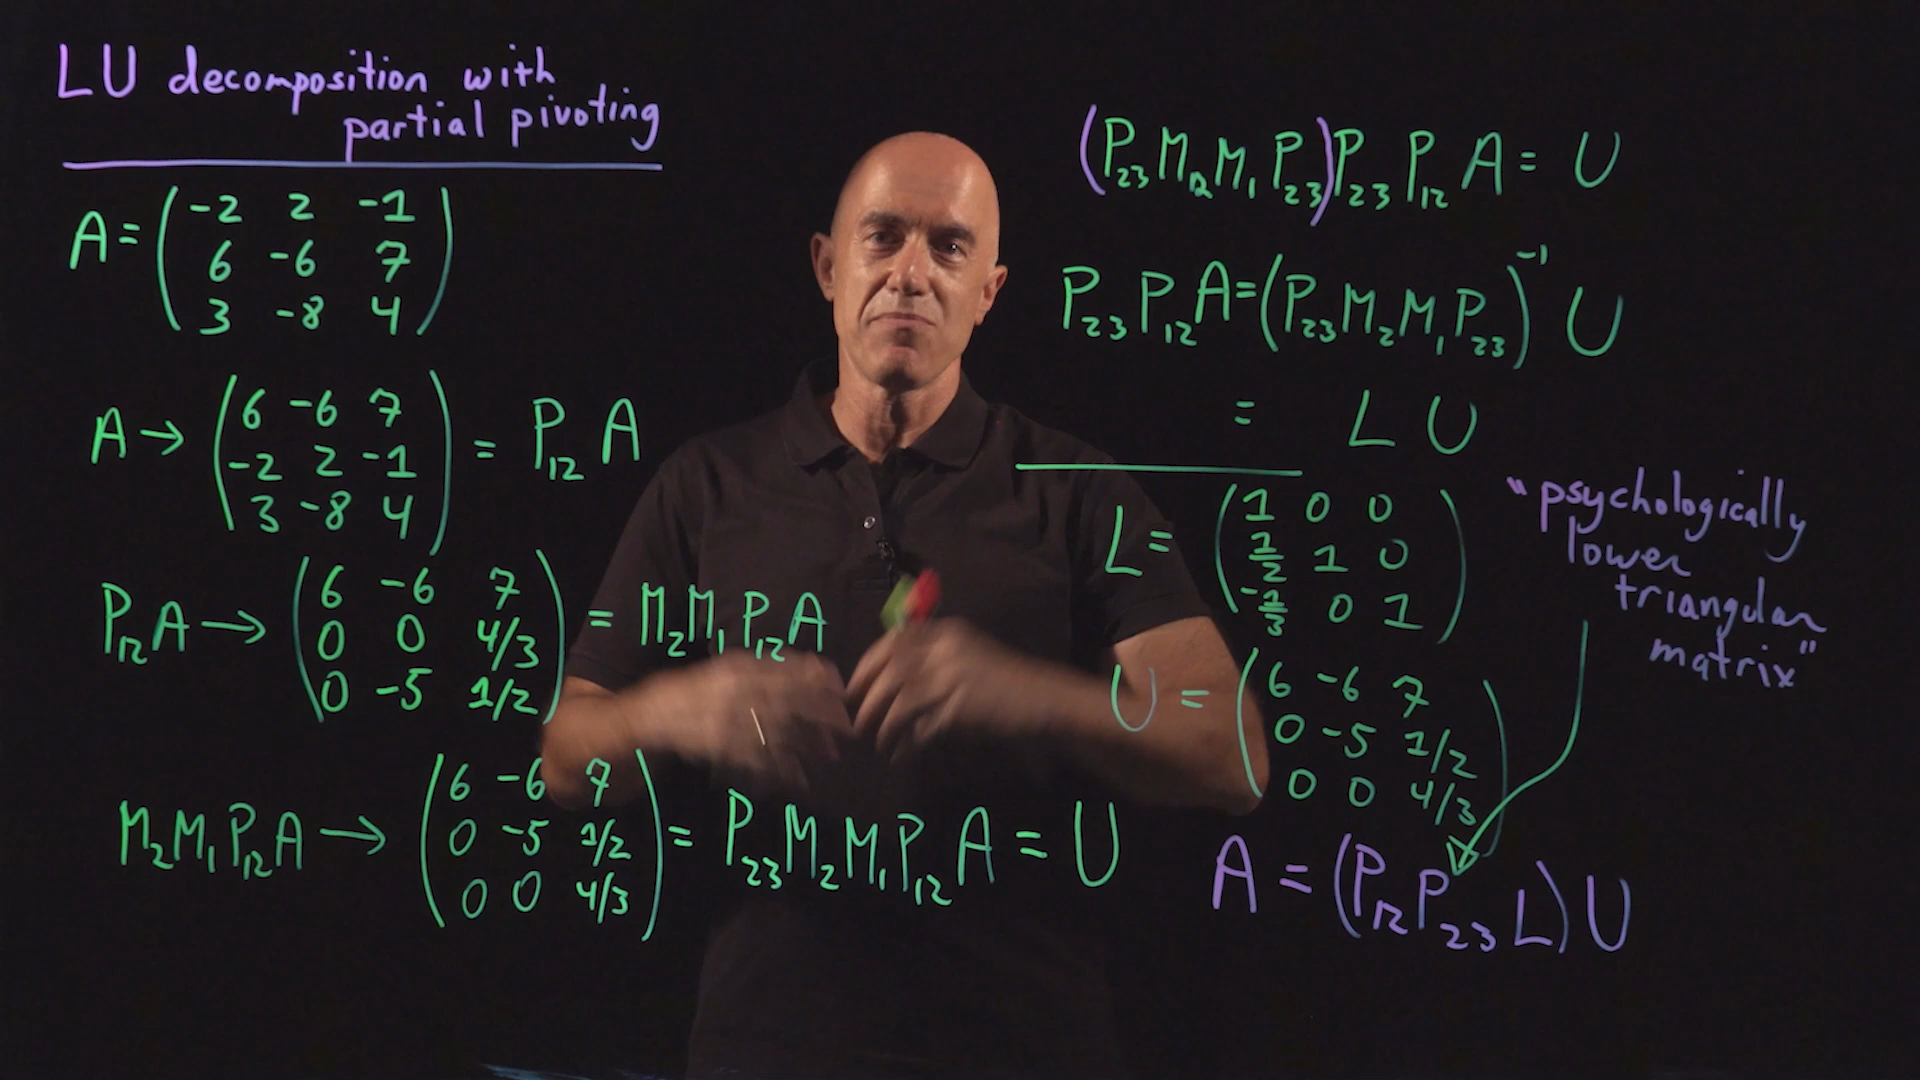 LU decomposition with
partial pivoting
A = ( -2 2 -1
6 -6 7
3 -8 4 )
A → ( 6 -6 7
-2 2 -1
3 -8 4 ) = P₁₂ A
P₁₂A → ( 6 -6 7
0 0 4/3
0 -5 1/2 ) = M₂M₁P₁₂A
M₂M₁P₁₂A → ( 6 -6 7
0 -5 1/2
0 0 4/3 ) = P₂₃M₂M₁P₁₂A = U
(P₂₃M₂M₁P₂₃)P₂₃P₁₂A = U
P₂₃P₁₂A = (P₂₃M₂M₁P₂₃)⁻¹ U
= L U
L = ( 1 0 0
1/2 1 0
-1/3 0 1 )
U = ( 6 -6 7
0 -5 1/2
0 0 4/3 )
"psychologically
lower
triangular
matrix"
A = (P₁₂P₂₃L)U